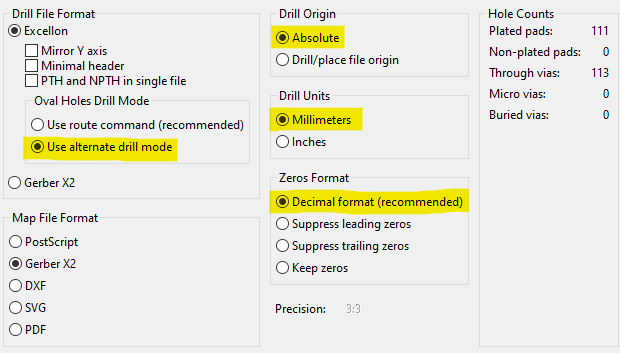 Drill File Format
Excellon
Mirror Y axis
Minimal header
PTH and NPTH in single file
Oval Holes Drill Mode
Use route command (recommended)
Use alternate drill mode
Gerber X2
Map File Format
PostScript
Gerber X2
DXF
SVG
PDF
Drill Origin
Absolute
Drill/place file origin
Drill Units
Millimeters
Inches
Zeros Format
Decimal format (recommended)
Suppress leading zeros
Suppress trailing zeros
Keep zeros
Precision: 3:3
Hole Counts
Plated pads: 111
Non-plated pads: 0
Through vias: 113
Micro vias: 0
Buried vias: 0